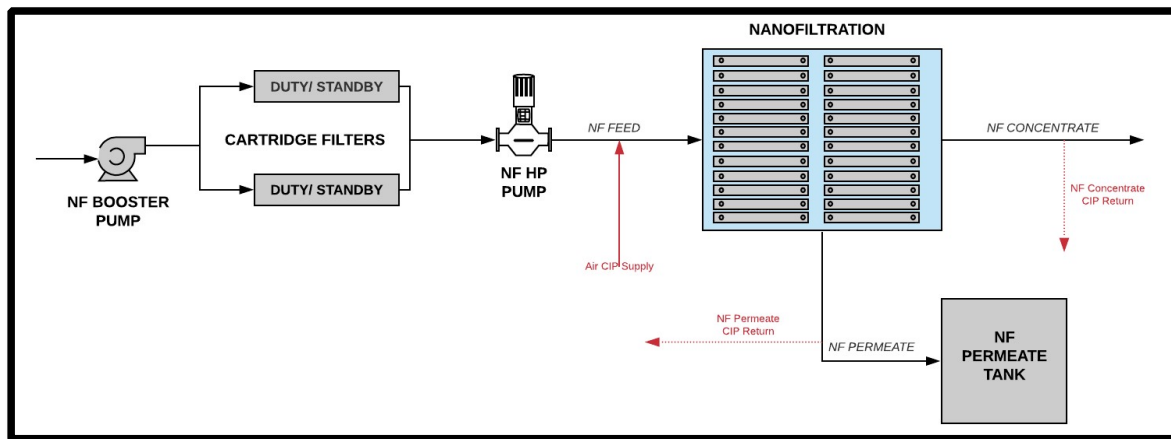 NANOFILTRATION
DUTY/ STANDBY
CARTRIDGE FILTERS
DUTY/ STANDBY
NF BOOSTER
PUMP
NF HP
PUMP
NF FEED
Air CIP Supply
NF CONCENTRATE
NF Concentrate
CIP Return
NF Permeate
CIP Return
NF PERMEATE
NF
PERMEATE
TANK